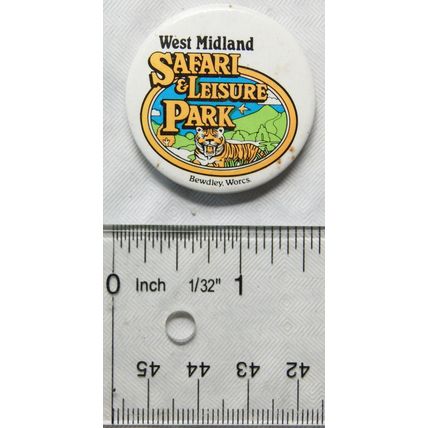 West Midland
SAFARI
& LEISURE
PARK
Bewdley, Worcs.
0 Inch 1/32" 1
45 44 43 42